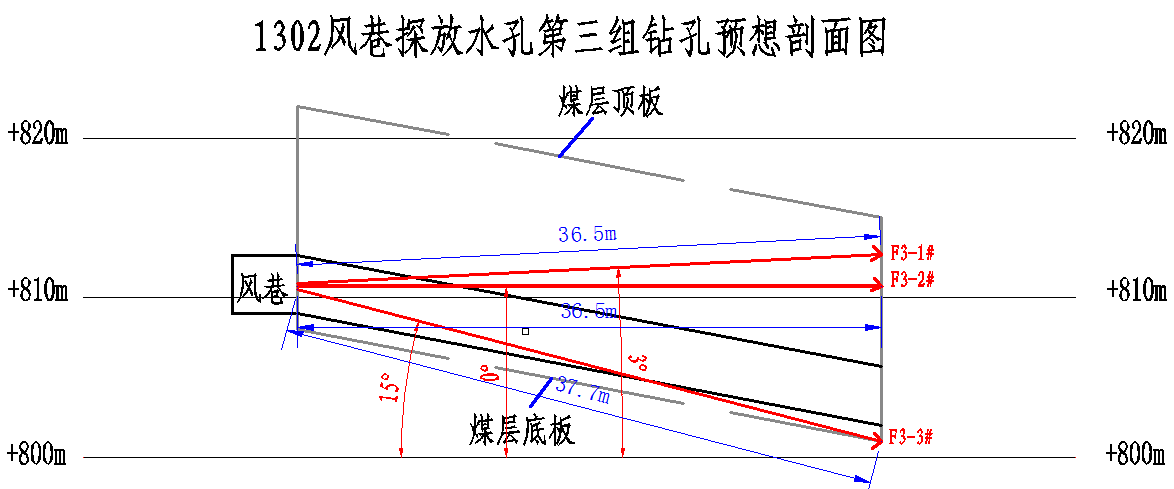 1302风巷探放水孔第三组钻孔预想剖面图
煤层顶板
+820m
+820m
36.5m
F3-1#
风巷
F3-2#
+810m
+810m
36.5m
3°
0°
15°
37.7m
煤层底板
F3-3#
+800m
+800m